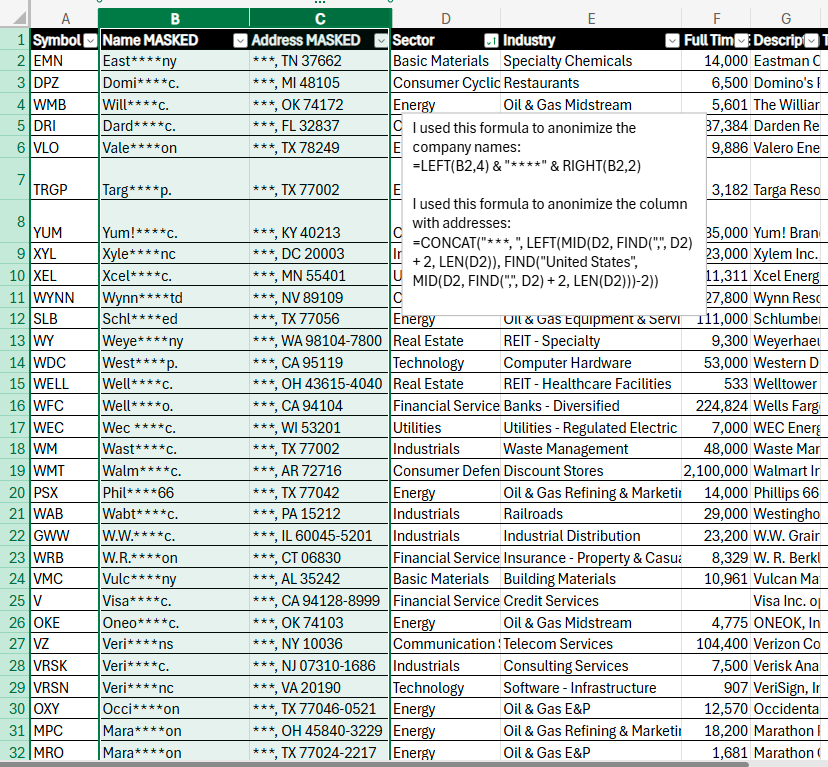 A B C D E F G
1 Symbol Name MASKED Address MASKED Sector Industry Full Tim Descrip
2 EMN East****ny ***, TN 37662 Basic Materials Specialty Chemicals 14,000 Eastman C
3 DPZ Domi****c. ***, MI 48105 Consumer Cyclic Restaurants 6,500 Domino's
4 WMB Will****c. ***, OK 74172 Energy Oil & Gas Midstream 5,601 The William
5 DRI Dard****c. ***, FL 32837 C 87,384 Darden Re
6 VLO Vale****on ***, TX 78249 E 9,886 Valero Ene
7 TRGP Targ****p. ***, TX 77002 E 3,182 Targa Reso
8 YUM Yum!****c. ***, KY 40213 C 35,000 Yum! Bran
9 XYL Xyle****nc ***, DC 20003 In 23,000 Xylem Inc.
10 XEL Xcel****c. ***, MN 55401 U 11,311 Xcel Energ
11 WYNN Wynn****td ***, NV 89109 C 27,800 Wynn Reso
I used this formula to anonimize the
company names:
=LEFT(B2,4) & "****" & RIGHT(B2,2)
I used this formula to anonimize the column
with addresses:
=CONCAT("***, ", LEFT(MID(D2, FIND(",", D2)
+ 2, LEN(D2)), FIND("United States",
MID(D2, FIND(",", D2) + 2, LEN(D2)))-2))
12 SLB Schl****ed ***, TX 77056 Energy Oil & Gas Equipment & Servi 111,000 Schlumber
13 WY Weye****ny ***, WA 98104-7800 Real Estate REIT - Specialty 9,300 Weyerhaeu
14 WDC West****p. ***, CA 95119 Technology Computer Hardware 53,000 Western D
15 WELL Well****c. ***, OH 43615-4040 Real Estate REIT - Healthcare Facilities 533 Welltower
16 WFC Well****o. ***, CA 94104 Financial Service Banks - Diversified 224,824 Wells Farg
17 WEC Wec ****c. ***, WI 53201 Utilities Utilities - Regulated Electric 7,000 WEC Energ
18 WM Wast****c. ***, TX 77002 Industrials Waste Management 48,000 Waste Man
19 WMT Walm****c. ***, AR 72716 Consumer Defen Discount Stores 2,100,000 Walmart In
20 PSX Phil****66 ***, TX 77042 Energy Oil & Gas Refining & Marketin 14,000 Phillips 66
21 WAB Wabt****c. ***, PA 15212 Industrials Railroads 29,000 Westingho
22 GWW W.W.****c. ***, IL 60045-5201 Industrials Industrial Distribution 23,200 W.W. Grain
23 WRB W.R.****on ***, CT 06830 Financial Service Insurance - Property & Casua 8,329 W. R. Berkl
24 VMC Vulc****ny ***, AL 35242 Basic Materials Building Materials 10,961 Vulcan Ma
25 V Visa****c. ***, CA 94128-8999 Financial Service Credit Services Visa Inc. op
26 OKE Oneo****c. ***, OK 74103 Energy Oil & Gas Midstream 4,775 ONEOK, In
27 VZ Veri****ns ***, NY 10036 Communication Telecom Services 104,400 Verizon Co
28 VRSK Veri****c. ***, NJ 07310-1686 Industrials Consulting Services 7,500 Verisk Ana
29 VRSN Veri****nc ***, VA 20190 Technology Software - Infrastructure 907 VeriSign, In
30 OXY Occi****on ***, TX 77046-0521 Energy Oil & Gas E&P 12,570 Occidenta
31 MPC Mara****on ***, OH 45840-3229 Energy Oil & Gas Refining & Marketin 18,200 Marathon
32 MRO Mara****on ***, TX 77024-2217 Energy Oil & Gas E&P 1,681 Marathon